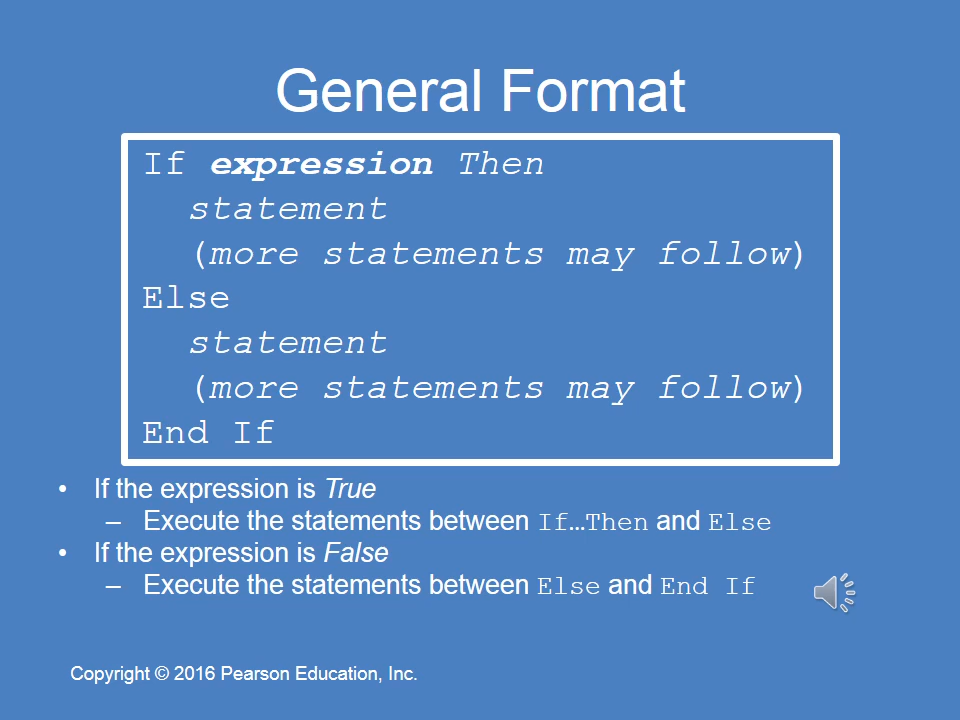 General Format
If expression Then
statement
(more statements may follow)
Else
statement
(more statements may follow)
End If
• If the expression is True
– Execute the statements between If…Then and Else
• If the expression is False
– Execute the statements between Else and End If
Copyright © 2016 Pearson Education, Inc.